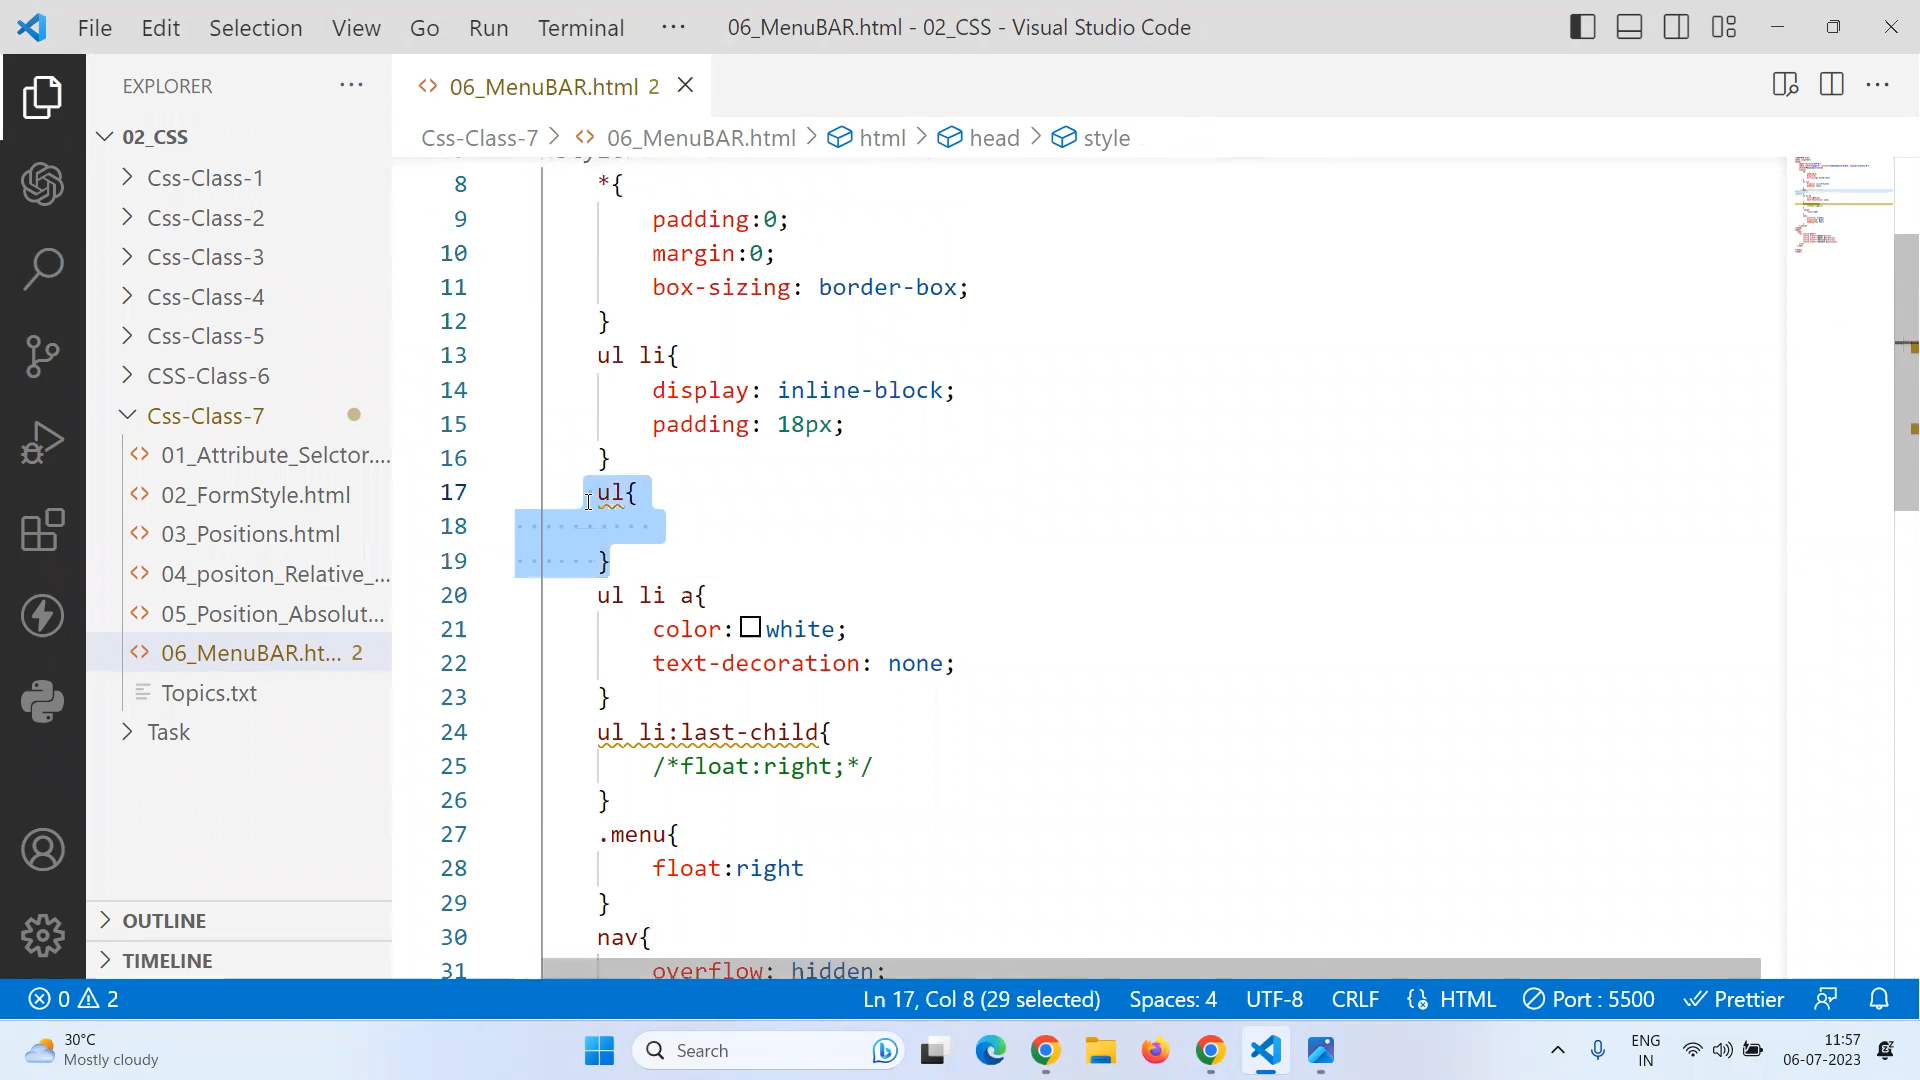 File Edit Selection View Go Run Terminal ··· 06_MenuBAR.html - 02_CSS - Visual Studio Code
EXPLORER ···
06_MenuBAR.html 2
Css-Class-7 > 06_MenuBAR.html > html > head > style
02_CSS
Css-Class-1
Css-Class-2
Css-Class-3
Css-Class-4
Css-Class-5
CSS-Class-6
Css-Class-7
01_Attribute_Selctor....
02_FormStyle.html
03_Positions.html
04_positon_Relative_...
05_Position_Absolut...
06_MenuBAR.ht... 2
Topics.txt
Task
OUTLINE
TIMELINE
8 *{
9 padding:0;
10 margin:0;
11 box-sizing: border-box;
12 }
13 ul li{
14 display: inline-block;
15 padding: 18px;
16 }
17 ul{
18
19 }
20 ul li a{
21 color: white;
22 text-decoration: none;
23 }
24 ul li:last-child{
25 /*float:right;*/
26 }
27 .menu{
28 float:right
29 }
30 nav{
31 overflow: hidden;
0 2 Ln 17, Col 8 (29 selected) Spaces: 4 UTF-8 CRLF HTML Port : 5500 Prettier
30°C
Mostly cloudy
Search
ENG
IN
11:57
06-07-2023